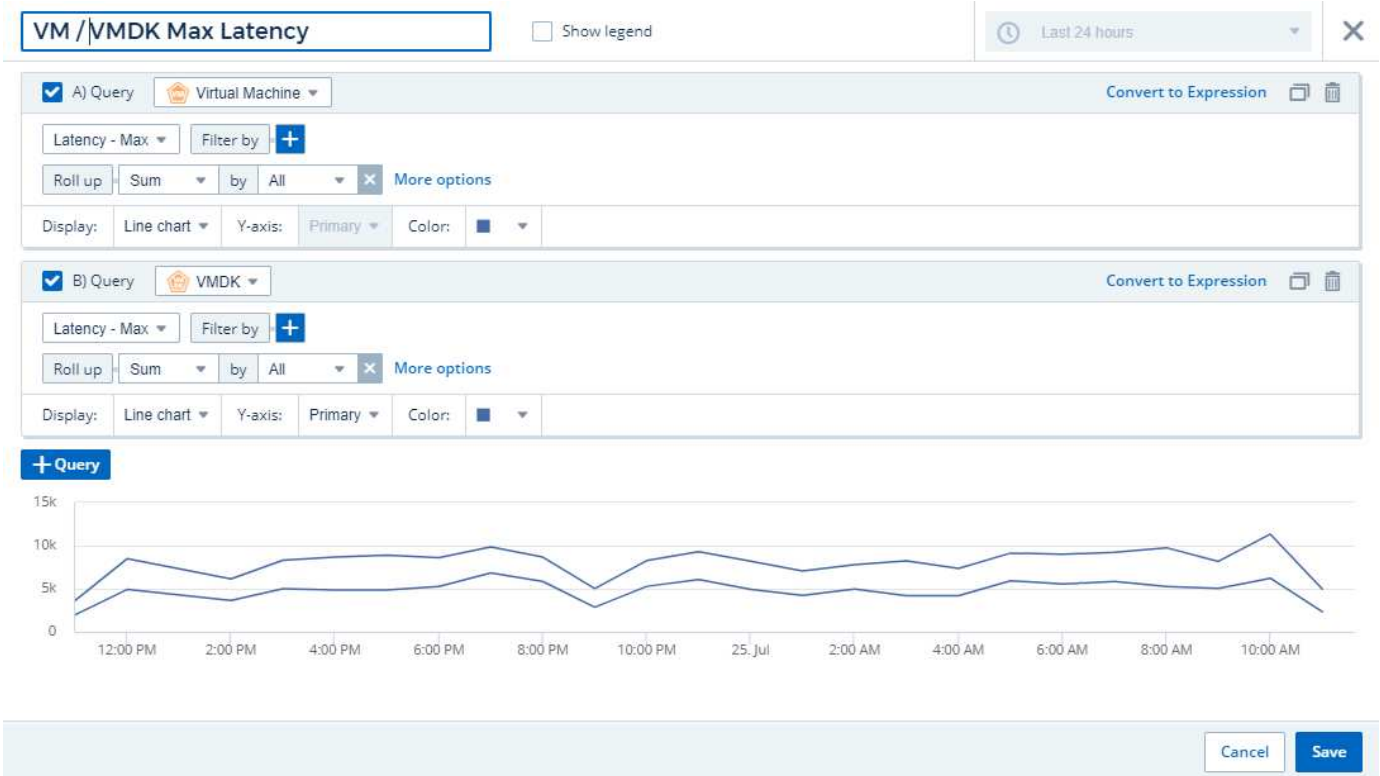 VM / VMDK Max Latency Show legend Last 24 hours
A) Query Virtual Machine Convert to Expression
Latency - Max Filter by +
Roll up Sum by All × More options
Display: Line chart Y-axis: Primary Color:
B) Query VMDK Convert to Expression
Latency - Max Filter by +
Roll up Sum by All × More options
Display: Line chart Y-axis: Primary Color:
+ Query
15k
10k
5k
0
12:00 PM 2:00 PM 4:00 PM 6:00 PM 8:00 PM 10:00 PM 25. Jul 2:00 AM 4:00 AM 6:00 AM 8:00 AM 10:00 AM
Cancel Save